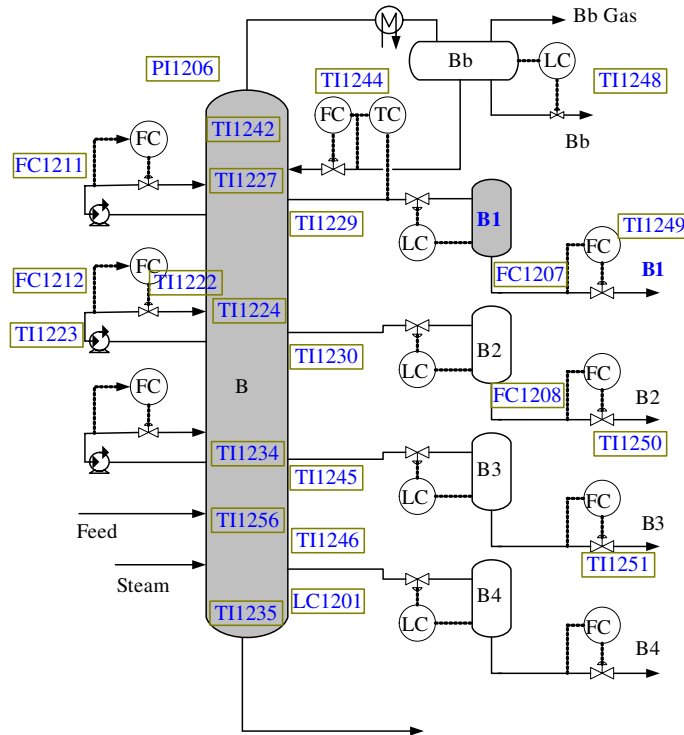 Bb Gas
M
Bb
LC
PI1206
TI1244
TI1248
FC
TC
TI1242
Bb
FC
FC1211
TI1227
TI1229
B1
TI1249
LC
FC
FC1207
B1
FC
FC1212
TI1222
TI1224
TI1223
TI1230
B2
LC
FC
B
FC1208
B2
FC
TI1250
TI1234
TI1245
B3
LC
FC
TI1256
Feed
TI1246
B3
TI1251
Steam
LC1201
TI1235
B4
LC
FC
B4